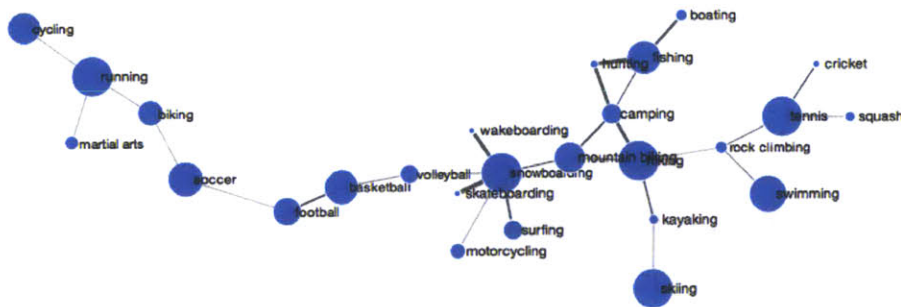 boating
cycling
fishing
hunting
cricket
running
camping
biking
tennis
squash
wakeboarding
martial arts
rock climbing
mountain biking
volleyball
snowboarding
soccer
basketball
skateboarding
swimming
football
kayaking
surfing
motorcycling
skiing